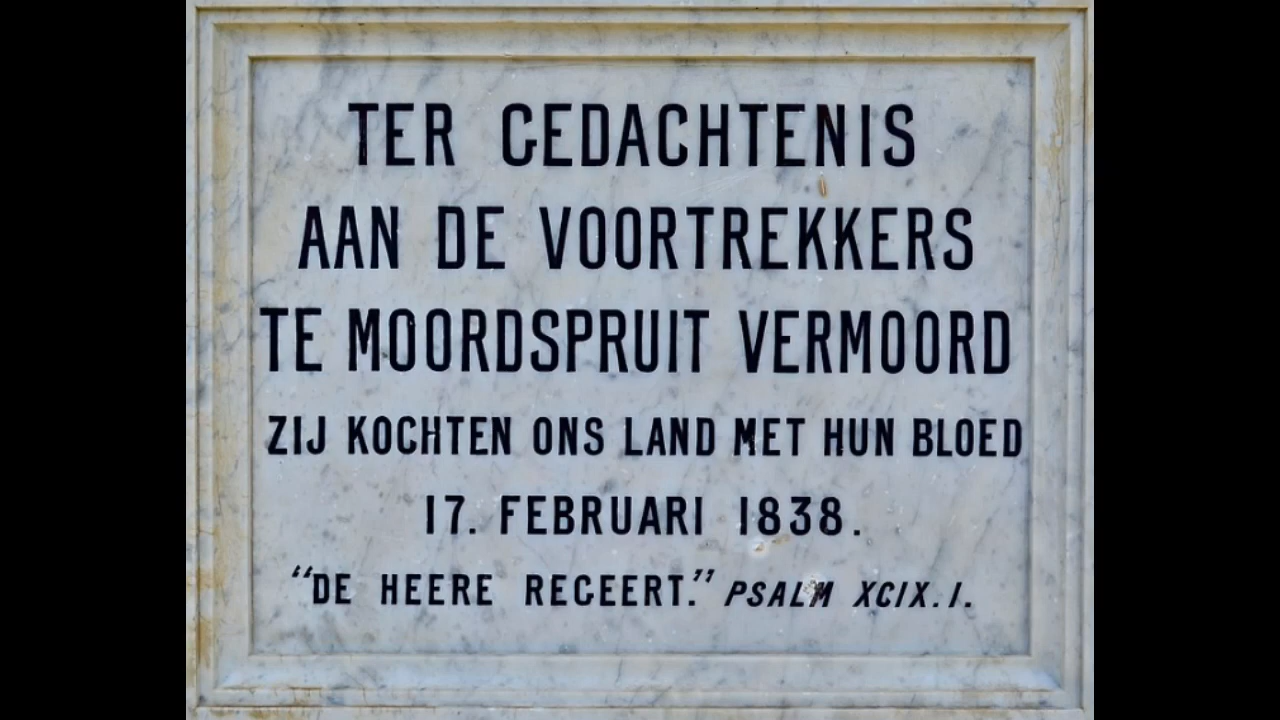 TER GEDACHTENIS
AAN DE VOORTREKKERS
TE MOORDSPRUIT VERMOORD
ZIJ KOCHTEN ONS LAND MET HUN BLOED
17. FEBRUARI 1838.
“DE HEERE REGEERT.” PSALM XCIX. I.